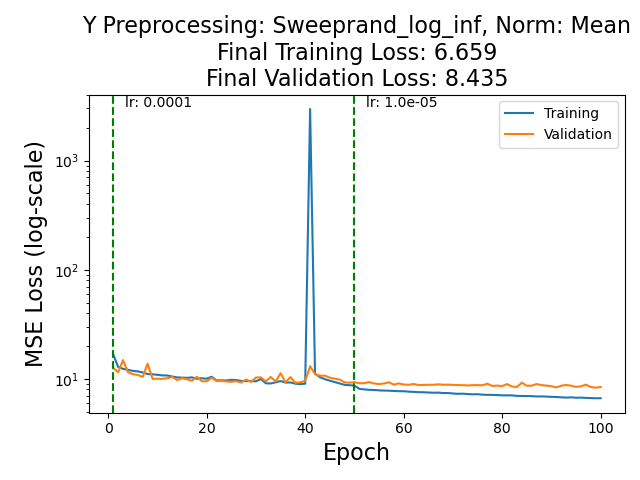 Y Preprocessing: Sweeprand_log_inf, Norm: Mean
Final Training Loss: 6.659
Final Validation Loss: 8.435
lr: 0.0001
lr: 1.0e-05
Training
Validation
MSE Loss (log-scale)
10³
10²
10¹
0 20 40 60 80 100
Epoch